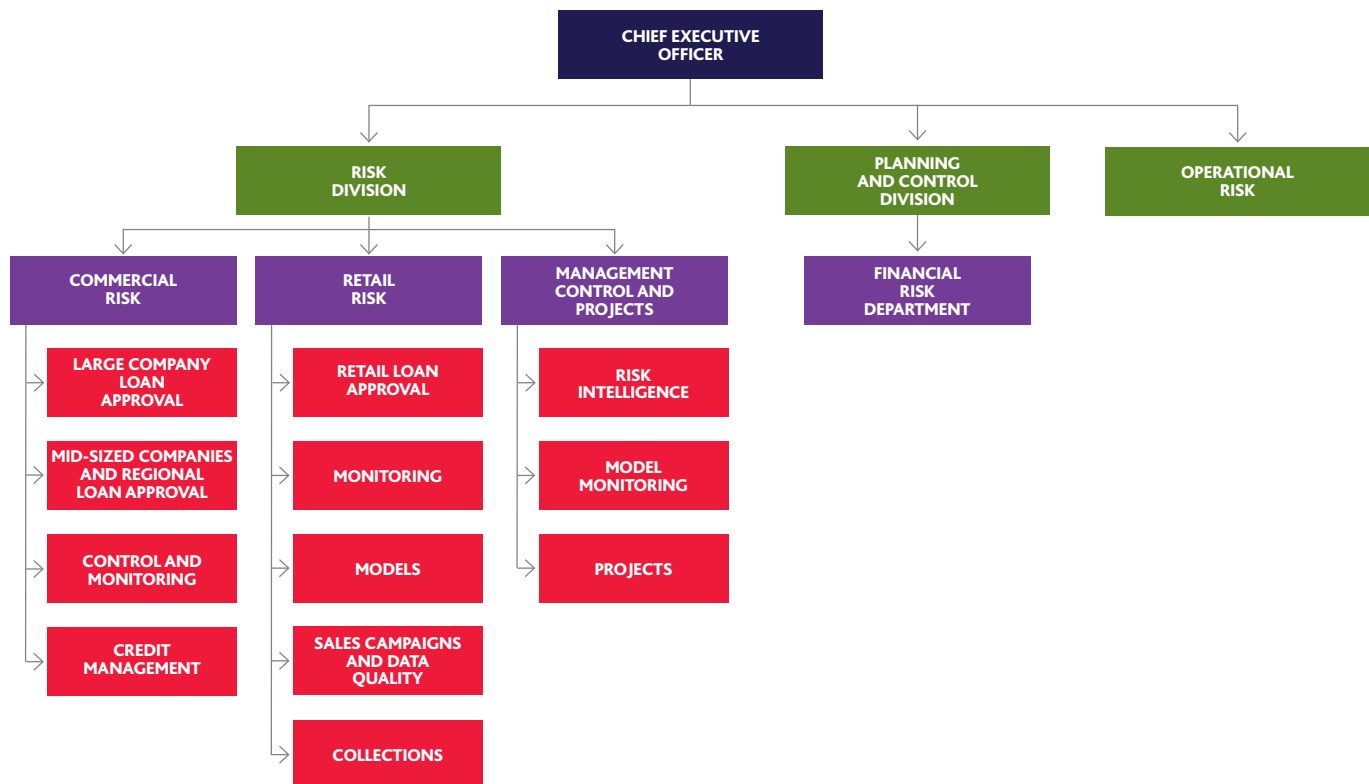 CHIEF EXECUTIVE
OFFICER
RISK
DIVISION
PLANNING
AND CONTROL
DIVISION
OPERATIONAL
RISK
COMMERCIAL
RISK
RETAIL
RISK
MANAGEMENT
CONTROL AND
PROJECTS
FINANCIAL
RISK
DEPARTMENT
LARGE COMPANY
LOAN
APPROVAL
MID-SIZED COMPANIES
AND REGIONAL
LOAN APPROVAL
CONTROL AND
MONITORING
CREDIT
MANAGEMENT
RETAIL LOAN
APPROVAL
MONITORING
MODELS
SALES CAMPAIGNS
AND DATA
QUALITY
COLLECTIONS
RISK
INTELLIGENCE
MODEL
MONITORING
PROJECTS